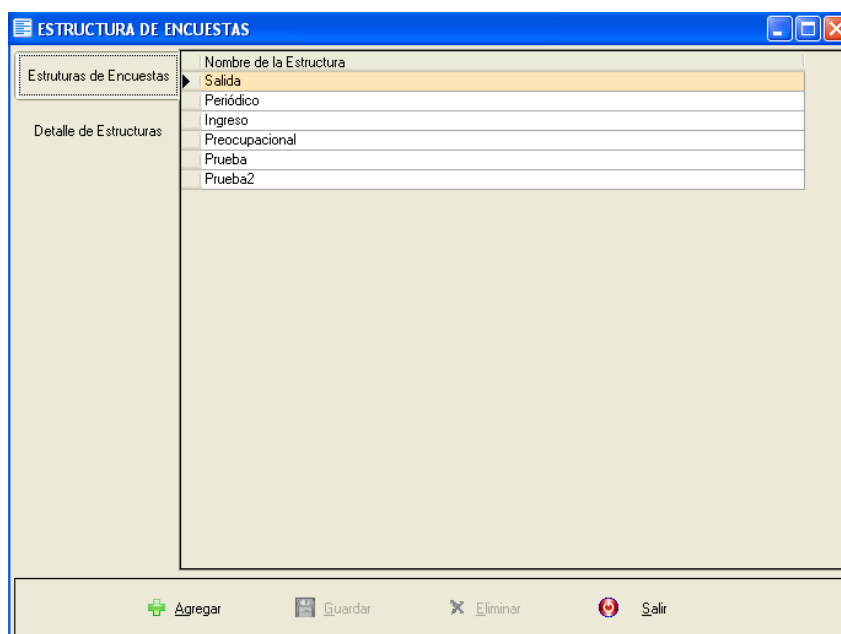 ESTRUCTURA DE ENCUESTAS
Estruturas de Encuestas
Detalle de Estructuras
Nombre de la Estructura
Salida
Periódico
Ingreso
Preocupacional
Prueba
Prueba2
Agregar
Guardar
Eliminar
Salir